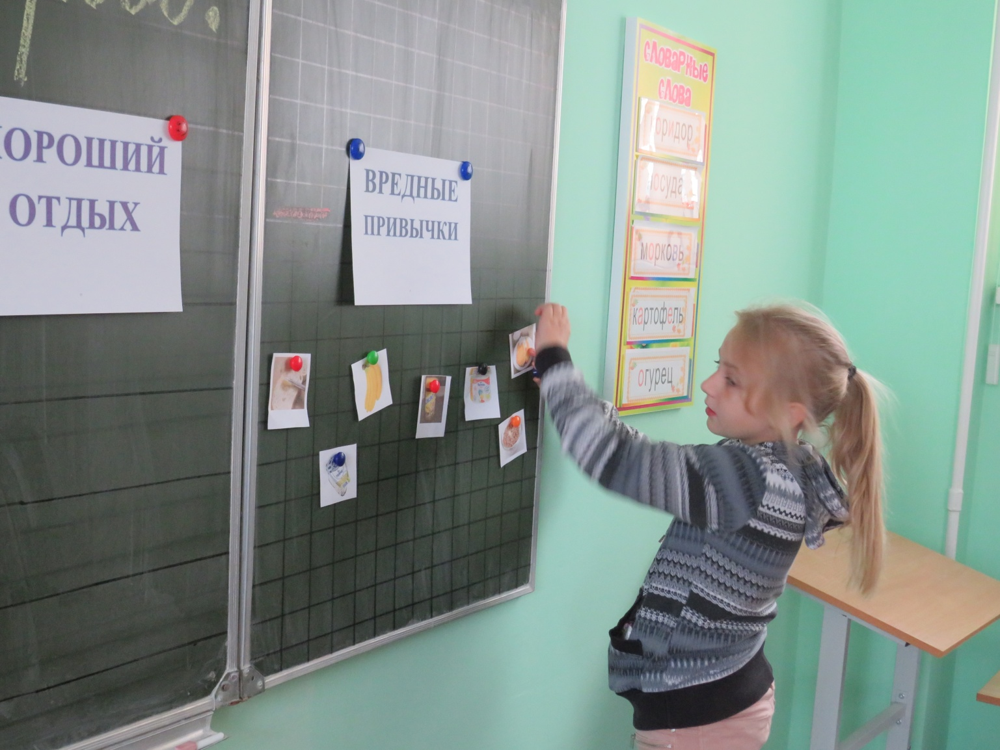 ХОРОШИЙ
ОТДЫХ
ВРЕДНЫЕ
ПРИВЫЧКИ
СЛОВАРНЫЕ
СЛОВА
коридор
посуда
морковь
картофель
огурец